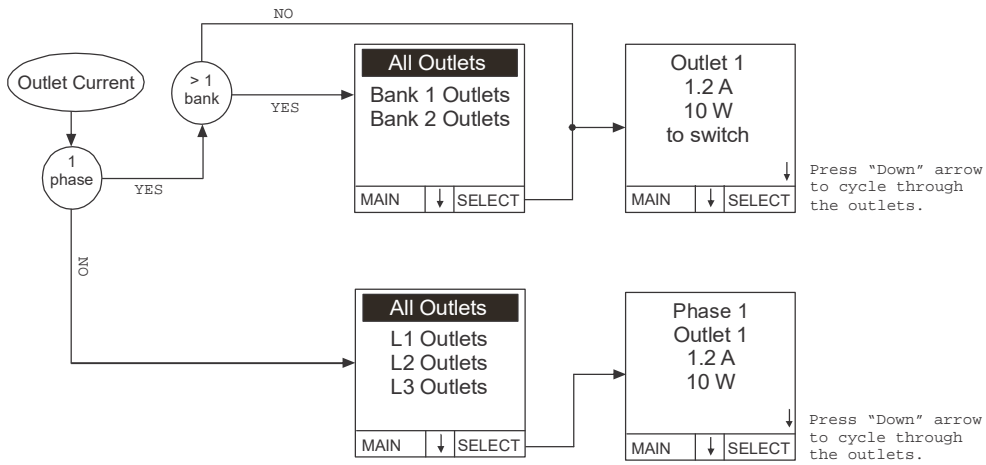 NO
Outlet Current
> 1
bank
YES
1
phase
YES
NO
All Outlets
Bank 1 Outlets
Bank 2 Outlets
MAIN ↓ SELECT
Outlet 1
1.2 A
10 W
to switch
↓
MAIN ↓ SELECT
Press "Down" arrow
to cycle through
the outlets.
All Outlets
L1 Outlets
L2 Outlets
L3 Outlets
MAIN ↓ SELECT
Phase 1
Outlet 1
1.2 A
10 W
↓
MAIN ↓ SELECT
Press "Down" arrow
to cycle through
the outlets.